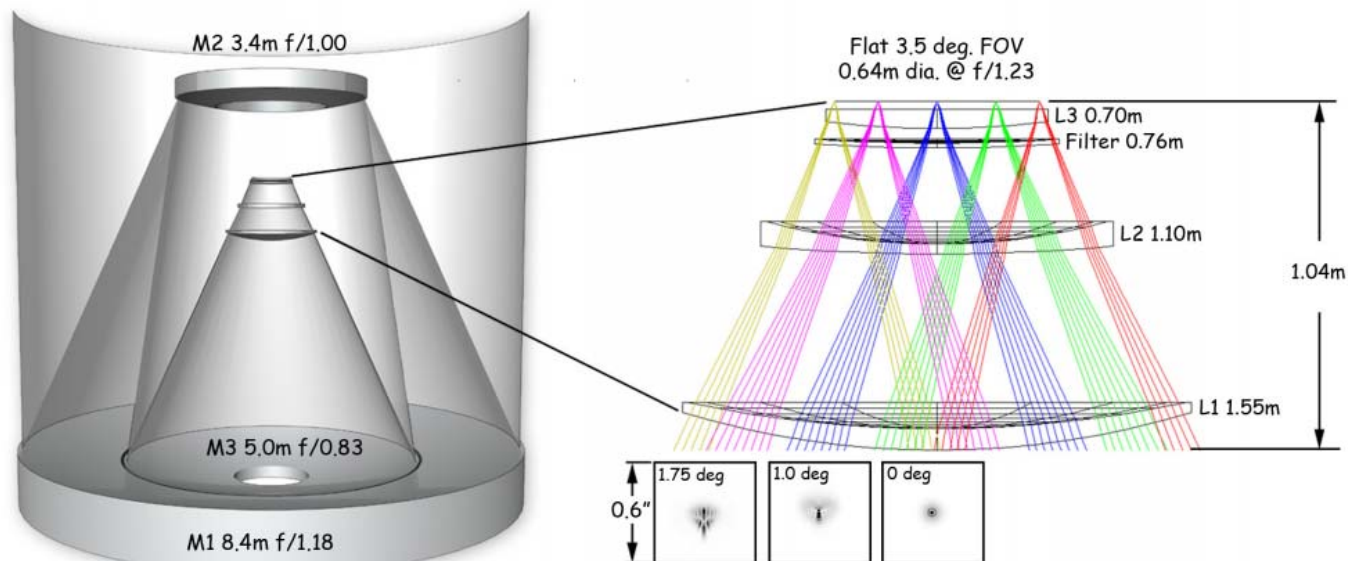 M2 3.4m f/1.00
M3 5.0m f/0.83
M1 8.4m f/1.18
Flat 3.5 deg. FOV
0.64m dia. @ f/1.23
L3 0.70m
Filter 0.76m
L2 1.10m
1.04m
L1 1.55m
0.6”
1.75 deg
1.0 deg
0 deg